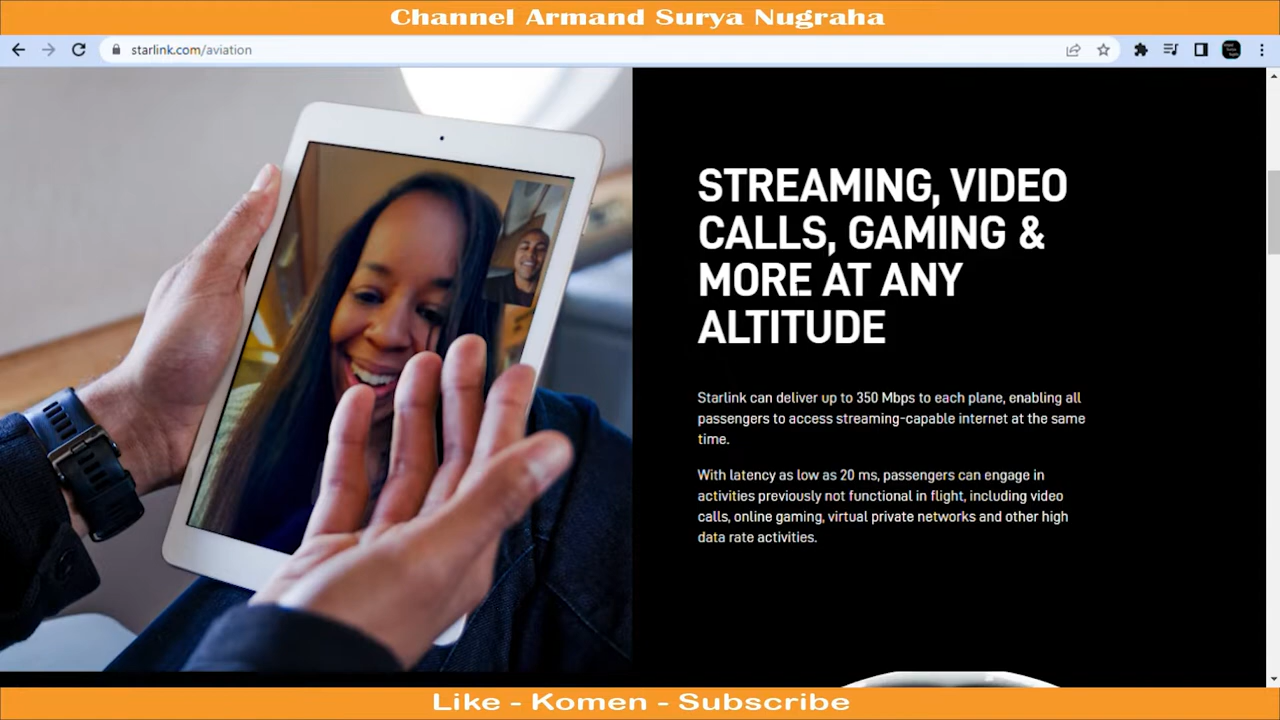 Channel Armand Surya Nugraha
starlink.com/aviation
STREAMING, VIDEO
CALLS, GAMING &
MORE AT ANY
ALTITUDE
Starlink can deliver up to 350 Mbps to each plane, enabling all
passengers to access streaming-capable internet at the same
time.
With latency as low as 20 ms, passengers can engage in
activities previously not functional in flight, including video
calls, online gaming, virtual private networks and other high
data rate activities.
Like - Komen - Subscribe